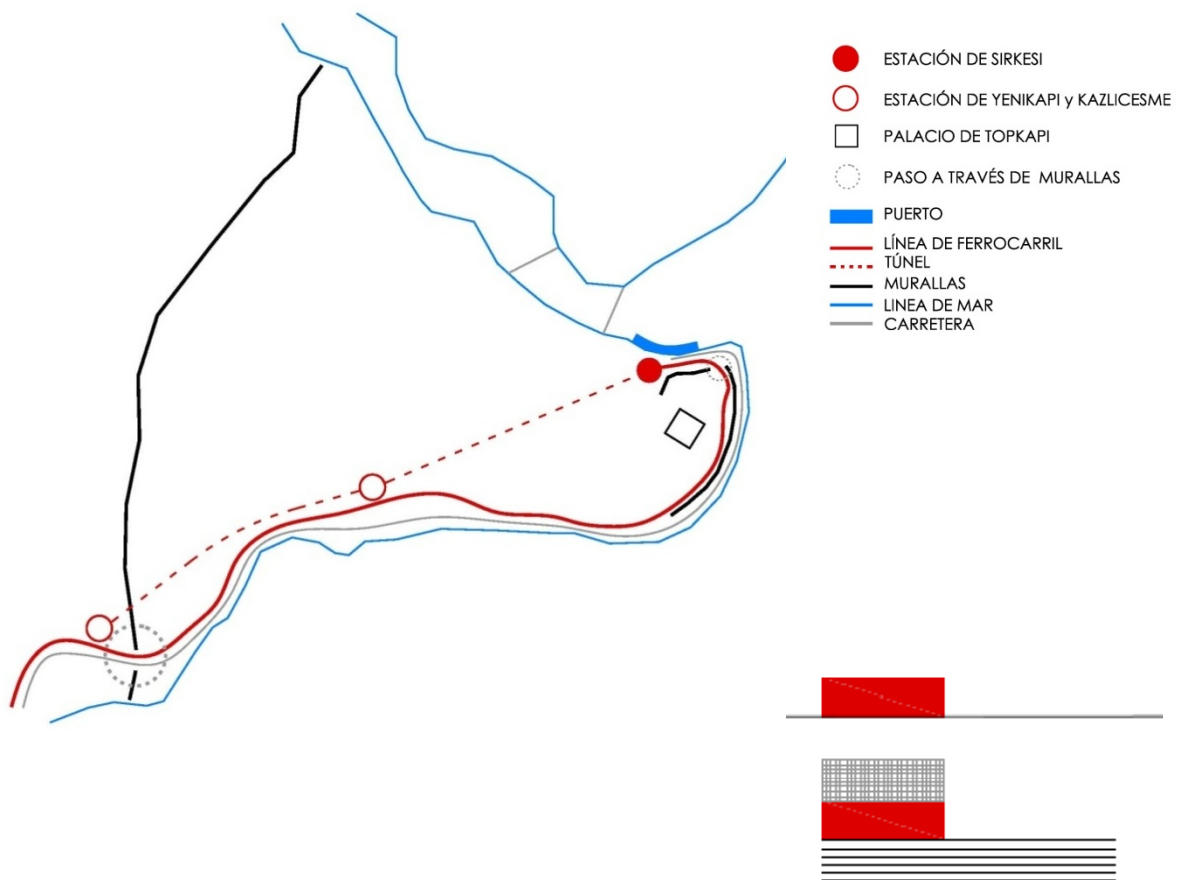 ESTACIÓN DE SIRKESI
ESTACIÓN DE YENIKAPI y KAZLICESME
PALACIO DE TOPKAPI
PASO A TRAVÉS DE MURALLAS
PUERTO
LÍNEA DE FERROCARRIL
TÚNEL
MURALLAS
LINEA DE MAR
CARRETERA